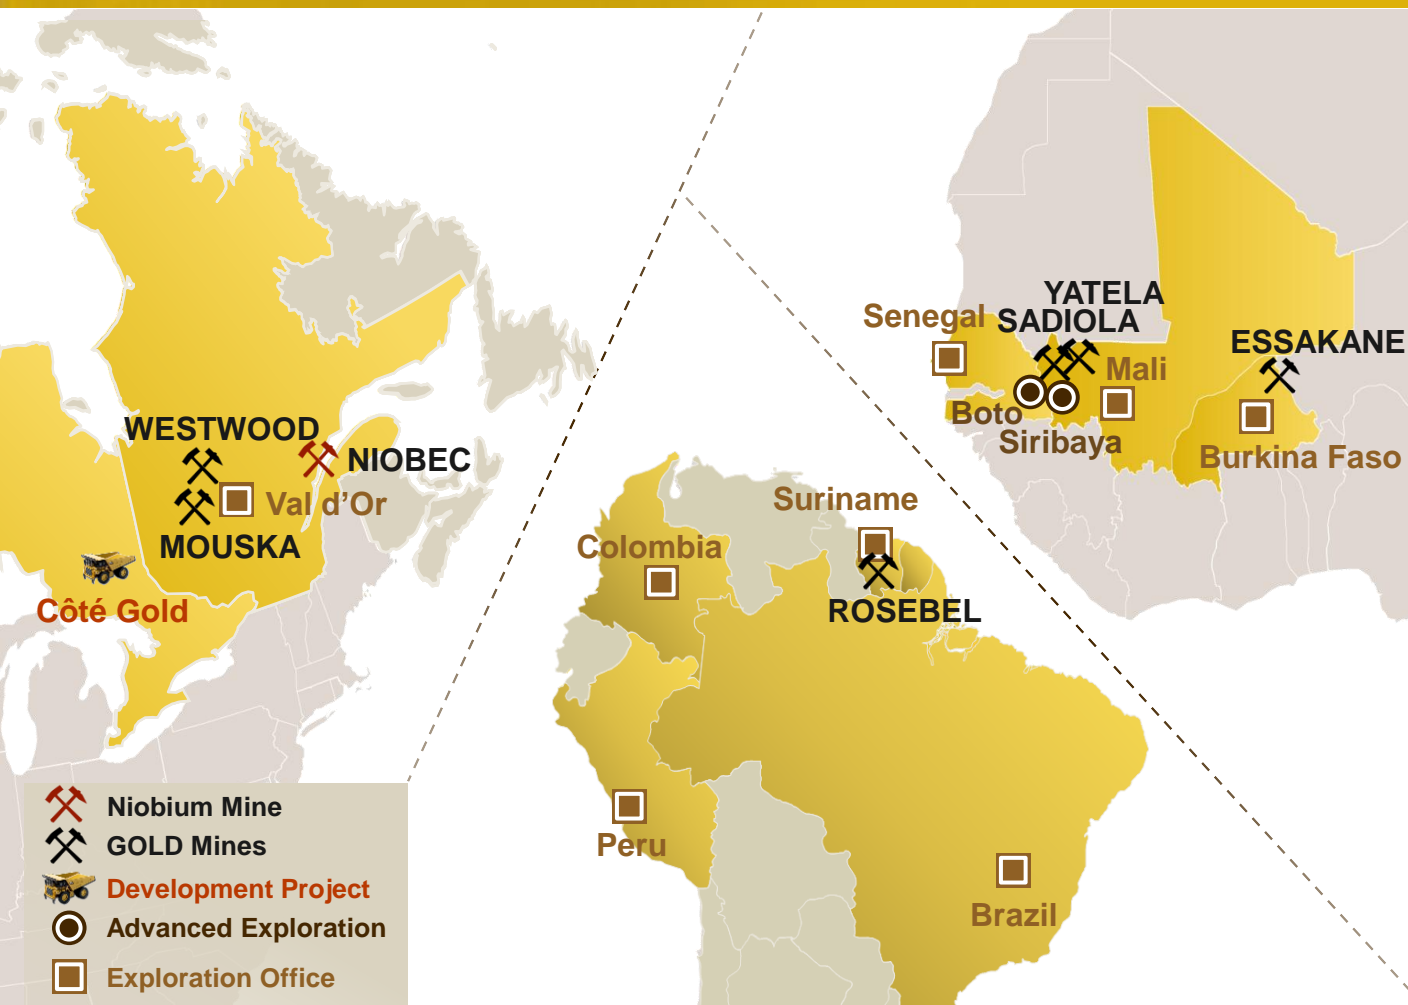 WESTWOOD
NIOBEC
Val d’Or
MOUSKA
Côté Gold
Niobium Mine
GOLD Mines
Development Project
Advanced Exploration
Exploration Office
Suriname
Colombia
ROSEBEL
Peru
Brazil
YATELA
Senegal
SADIOLA
ESSAKANE
Mali
Boto
Siribaya
Burkina Faso